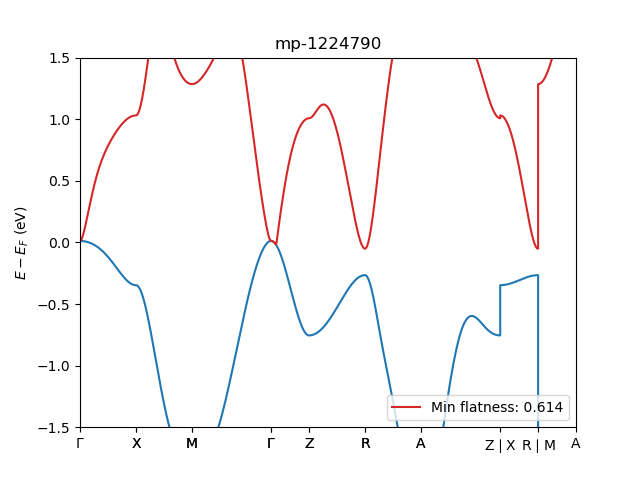 mp-1224790
E − E_F (eV)
1.5
1.0
0.5
0.0
−0.5
−1.0
−1.5
Min flatness: 0.614
Γ X M Γ Z R A Z | X R | M A